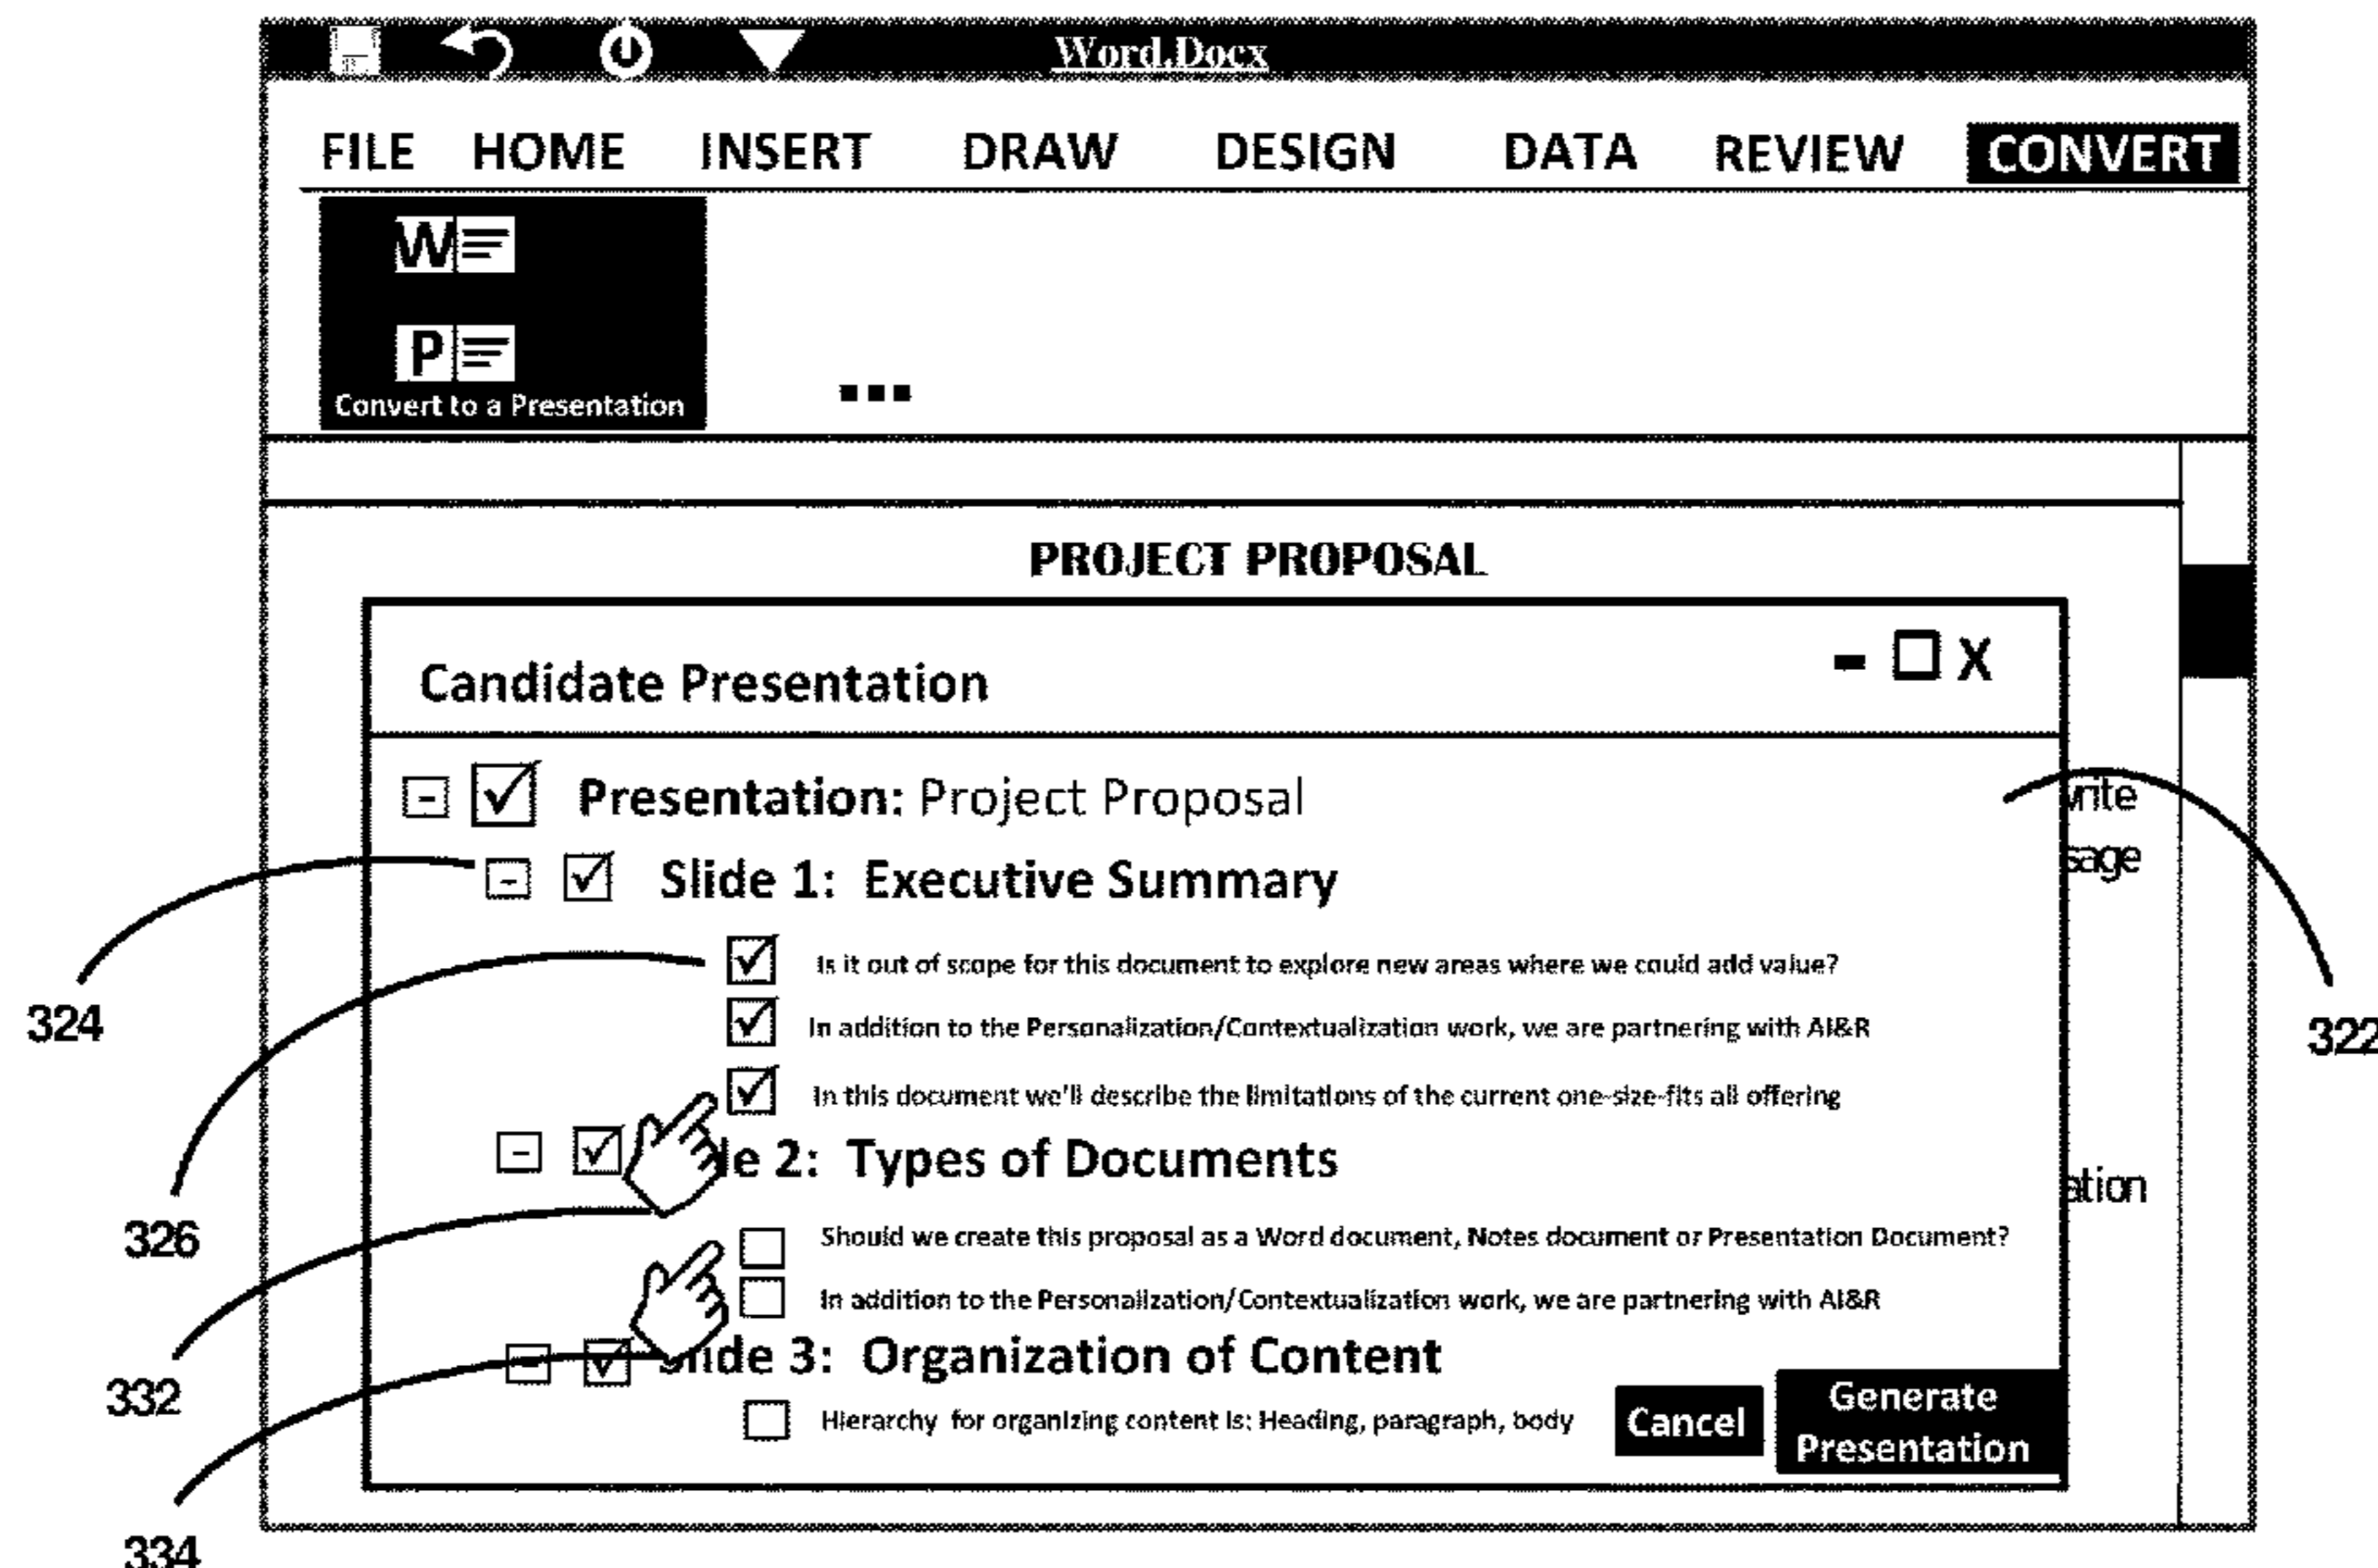 Word.Docx
FILE HOME INSERT DRAW DESIGN DATA REVIEW CONVERT
W
P
Convert to a Presentation
...
PROJECT PROPOSAL
Candidate Presentation - X
- Presentation: Project Proposal
- Slide 1: Executive Summary
Is it out of scope for this document to explore new areas where we could add value?
In addition to the Personalization/Contextualization work, we are partnering with AI&R
In this document we'll describe the limitations of the current one-size-fits all offering
- de 2: Types of Documents
Should we create this proposal as a Word document, Notes document or Presentation Document?
In addition to the Personalization/Contextualization work, we are partnering with AI&R
- Slide 3: Organization of Content
Hierarchy for organizing content is: Heading, paragraph, body
Cancel
Generate
Presentation
sage
ation
324
326
332
334
322